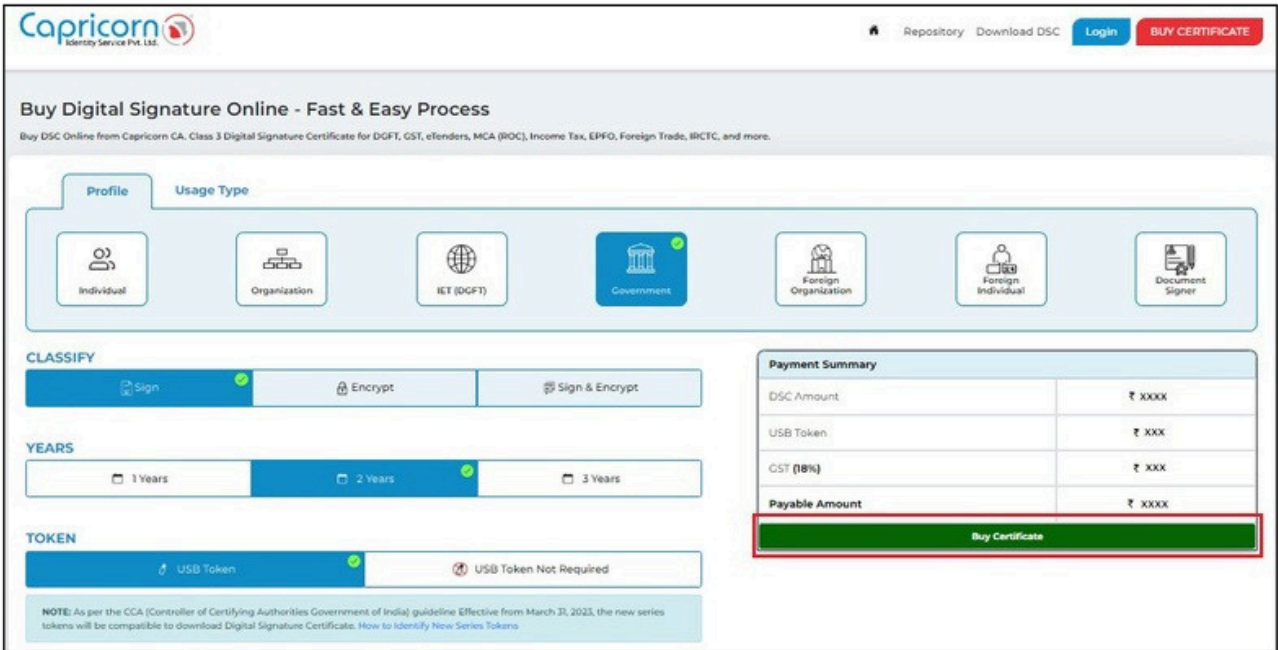 Capricorn
Identity Service Pvt. Ltd.
Repository Download DSC Login BUY CERTIFICATE
Buy Digital Signature Online - Fast & Easy Process
Buy DSC Online from Capricorn CA. Class 3 Digital Signature Certificate for DGFT, GST, eTenders, MCA (ROC), Income Tax, EPFO, Foreign Trade, IRCTC, and more.
Profile Usage Type
Individual
Organization
IET (DGFT)
Government
Foreign
Organization
Foreign
Individual
Document
Signer
CLASSIFY
Sign Encrypt Sign & Encrypt
YEARS
1 Years 2 Years 3 Years
TOKEN
USB Token USB Token Not Required
NOTE: As per the CCA (Controller of Certifying Authorities Government of India) guideline Effective from March 31, 2023, the new series
tokens will be compatible to download Digital Signature Certificate. How to Identify New Series Tokens
Payment Summary
DSC Amount ₹ XXXX
USB Token ₹ XXX
GST (18%) ₹ XXX
Payable Amount ₹ XXXX
Buy Certificate